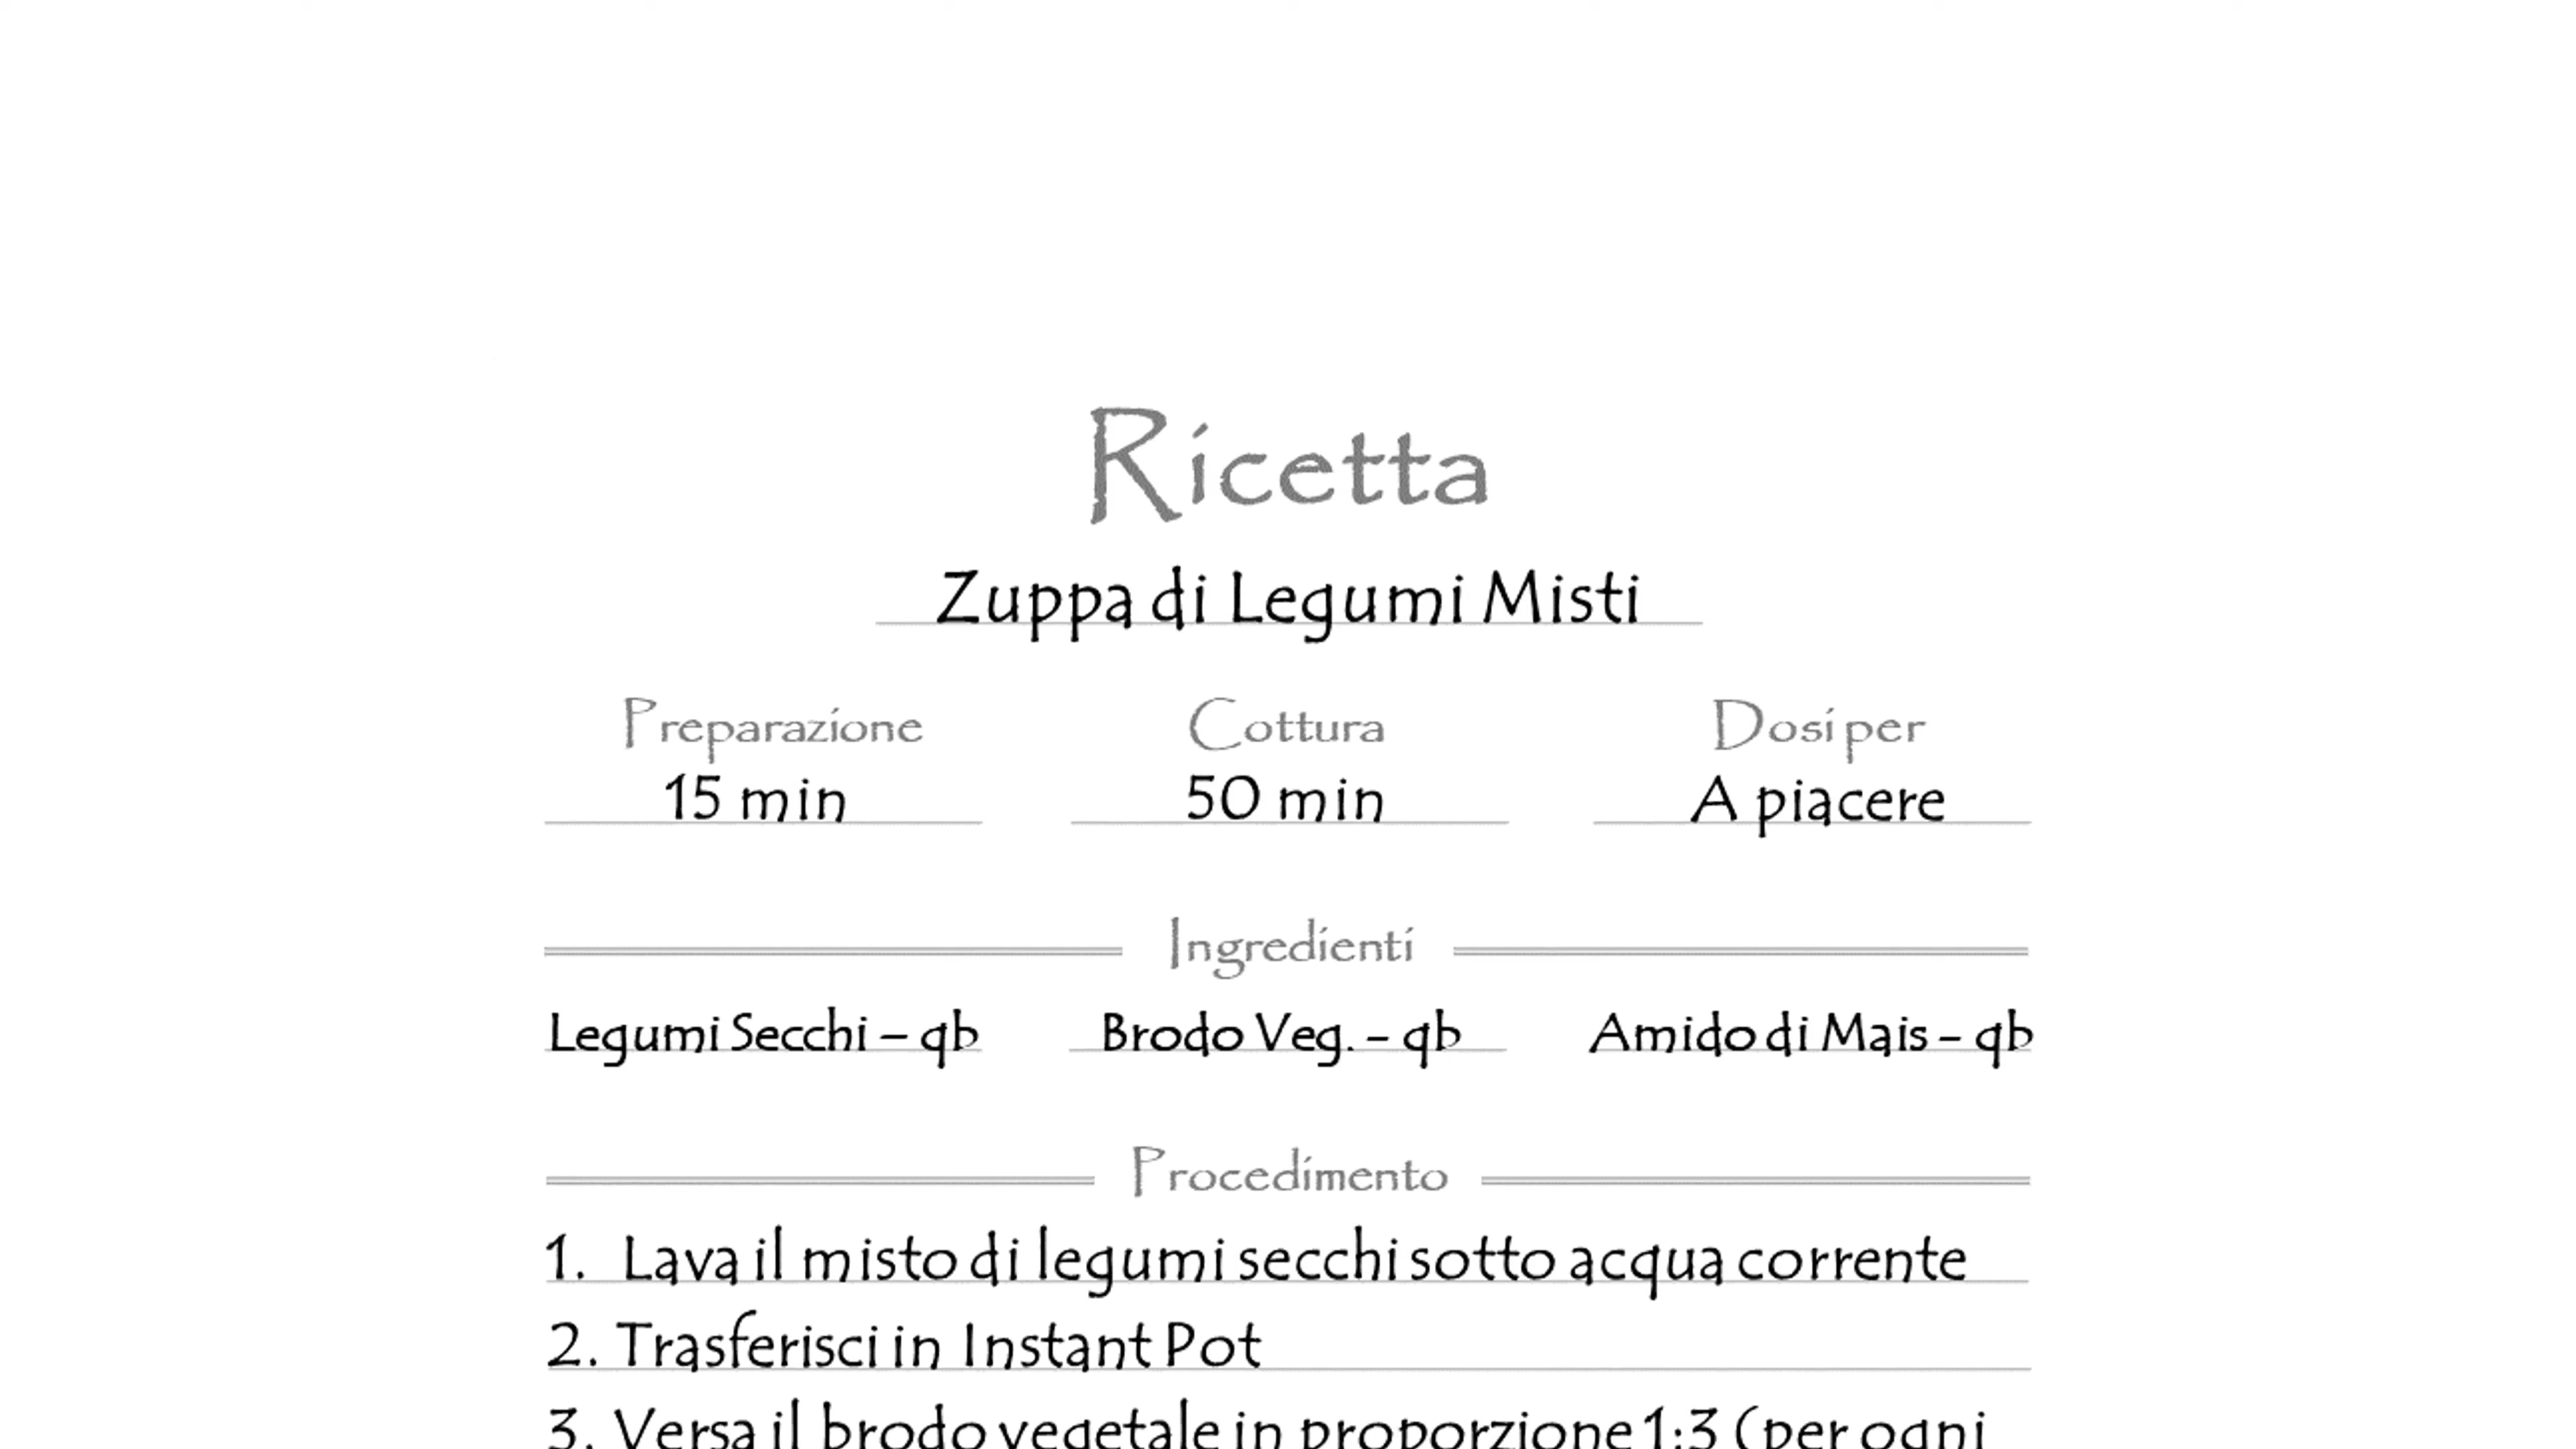 Ricetta
Zuppa di Legumi Misti
Preparazione Cottura Dosi per
15 min 50 min A piacere
Ingredienti
Legumi Secchi – qb Brodo Veg. - qb Amido di Mais - qb
Procedimento
1. Lava il misto di legumi secchi sotto acqua corrente
2. Trasferisci in Instant Pot
3. Versa il brodo vegetale in proporzione 1:3 (per ogni